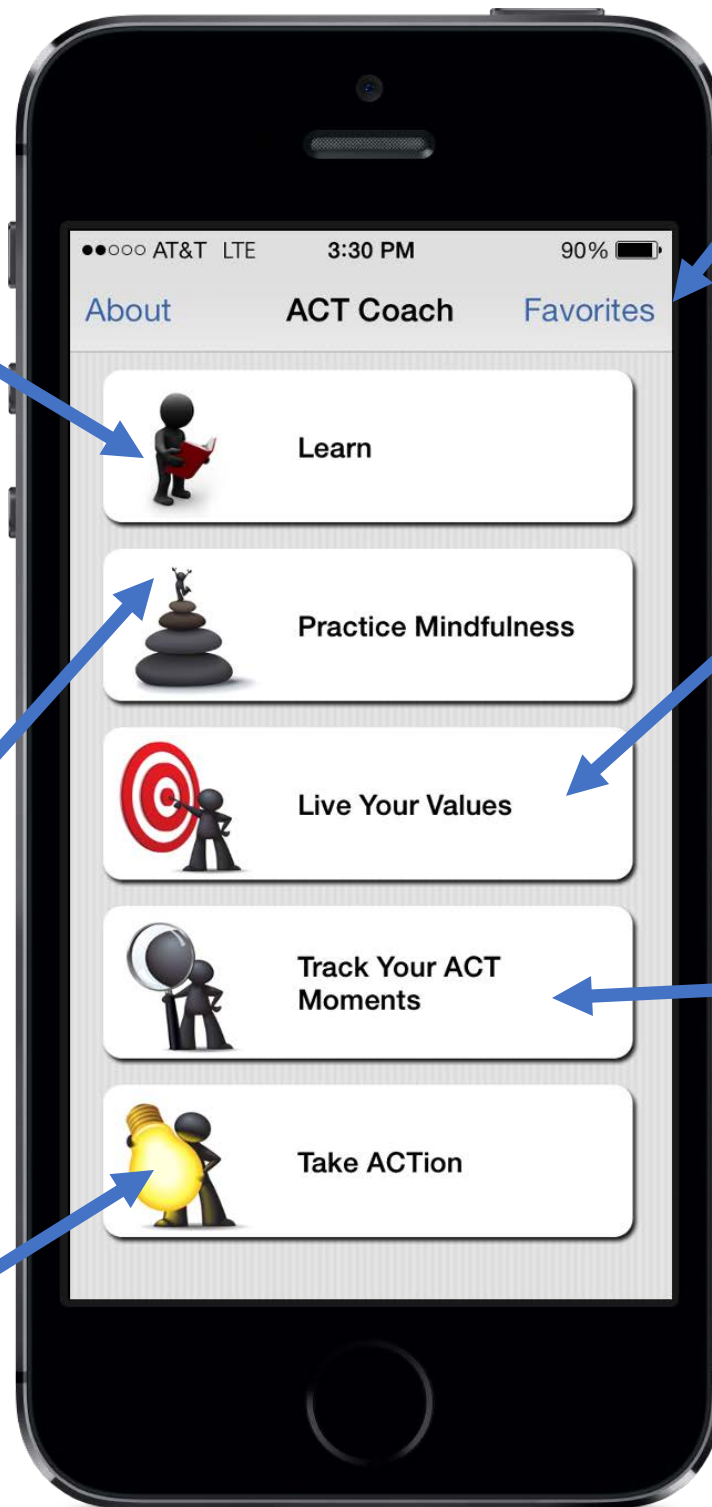 AT&T LTE 3:30 PM 90%
About ACT Coach Favorites
Learn
Practice Mindfulness
Live Your Values
Track Your ACT
Moments
Take ACTion